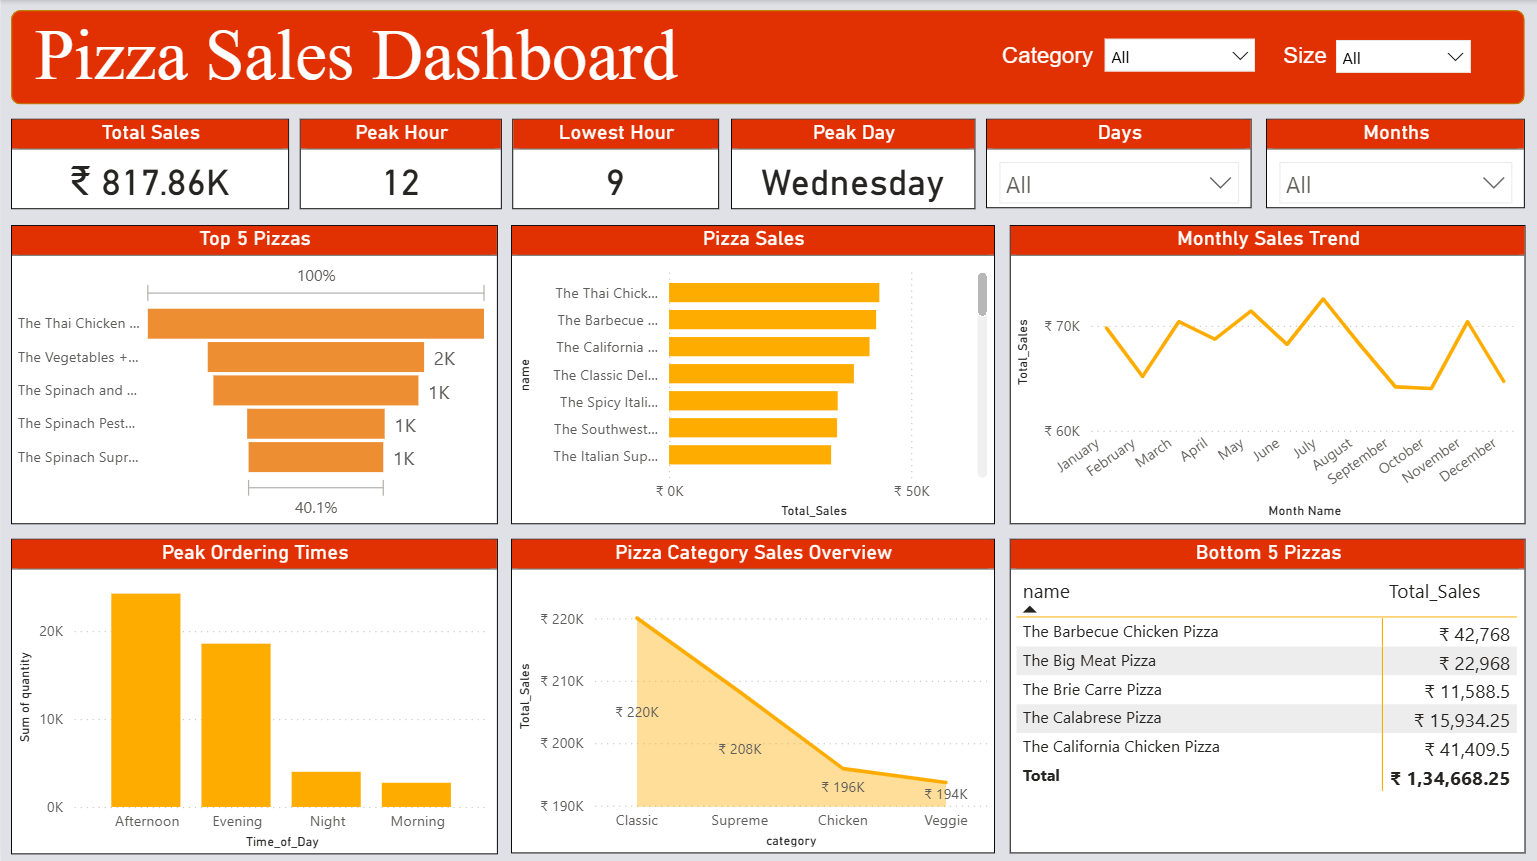 Pizza Sales Dashboard
Category All
Size All
Total Sales
₹ 817.86K
Peak Hour
12
Lowest Hour
9
Peak Day
Wednesday
Days
All
Months
All
Top 5 Pizzas
100%
The Thai Chicken ...
The Vegetables +...
2K
The Spinach and ...
1K
The Spinach Pest...
1K
The Spinach Supr...
1K
40.1%
Pizza Sales
name
The Thai Chick...
The Barbecue ...
The California ...
The Classic Del...
The Spicy Itali...
The Southwest...
The Italian Sup...
₹ 0K
₹ 50K
Total_Sales
Monthly Sales Trend
Total_Sales
₹ 70K
₹ 60K
January
February
March
April
May
June
July
August
September
October
November
December
Month Name
Peak Ordering Times
Sum of quantity
20K
10K
0K
Afternoon
Evening
Night
Morning
Time_of_Day
Pizza Category Sales Overview
Total_Sales
₹ 220K
₹ 210K
₹ 200K
₹ 190K
₹ 220K
₹ 208K
₹ 196K
₹ 194K
Classic
Supreme
Chicken
Veggie
category
Bottom 5 Pizzas
name Total_Sales
The Barbecue Chicken Pizza ₹ 42,768
The Big Meat Pizza ₹ 22,968
The Brie Carre Pizza ₹ 11,588.5
The Calabrese Pizza ₹ 15,934.25
The California Chicken Pizza ₹ 41,409.5
Total ₹ 1,34,668.25